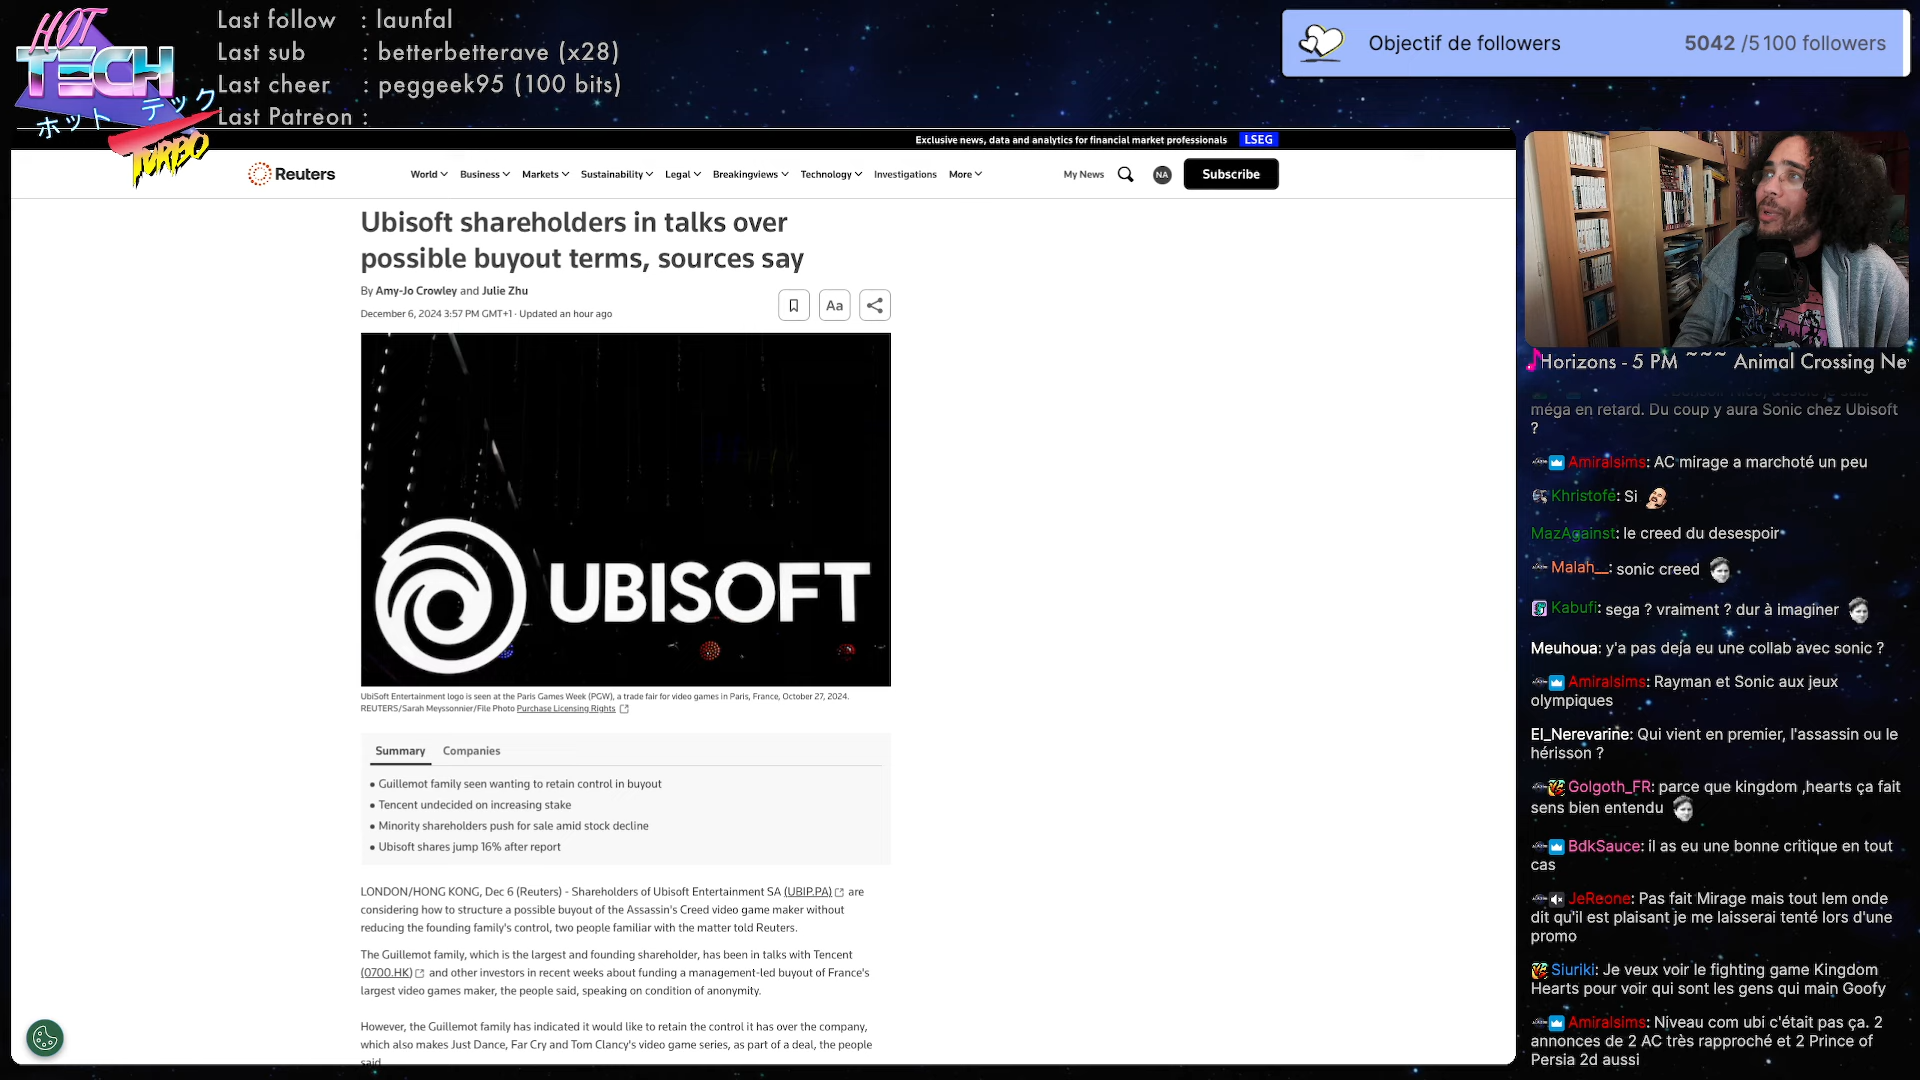 HOT
TECH
ホット テック
TURBO
Last follow : launfal
Last sub : betterbetterave (x28)
Last cheer : peggeek95 (100 bits)
Last Patreon :
Objectif de followers 5042 /5 100 followers
Exclusive news, data and analytics for financial market professionals LSEG
Reuters World Business Markets Sustainability Legal Breakingviews Technology Investigations More My News NA Subscribe
Ubisoft shareholders in talks over
possible buyout terms, sources say
By Amy-Jo Crowley and Julie Zhu
December 6, 2024 3:57 PM GMT+1 · Updated an hour ago
Aa
UBISOFT
UbiSoft Entertainment logo is seen at the Paris Games Week (PGW), a trade fair for video games in Paris, France, October 27, 2024.
REUTERS/Sarah Meyssonnier/File Photo Purchase Licensing Rights
Summary Companies
• Guillemot family seen wanting to retain control in buyout
• Tencent undecided on increasing stake
• Minority shareholders push for sale amid stock decline
• Ubisoft shares jump 16% after report
LONDON/HONG KONG, Dec 6 (Reuters) - Shareholders of Ubisoft Entertainment SA (UBIP.PA) are
considering how to structure a possible buyout of the Assassin's Creed video game maker without
reducing the founding family's control, two people familiar with the matter told Reuters.
The Guillemot family, which is the largest and founding shareholder, has been in talks with Tencent
(0700.HK) and other investors in recent weeks about funding a management-led buyout of France's
largest video games maker, the people said, speaking on condition of anonymity.
However, the Guillemot family has indicated it would like to retain the control it has over the company,
which also makes Just Dance, Far Cry and Tom Clancy's video game series, as part of a deal, the people
said.
Horizons - 5 PM ~~~ Animal Crossing Ne
méga en retard. Du coup y aura Sonic chez Ubisoft
?
Amiralsims: AC mirage a marchoté un peu
Khristofe: Si
MazAgainst: le creed du desespoir
Malah__: sonic creed
Kabufi: sega ? vraiment ? dur à imaginer
Meuhoua: y'a pas deja eu une collab avec sonic ?
Amiralsims: Rayman et Sonic aux jeux
olympiques
El_Nerevarine: Qui vient en premier, l'assassin ou le
hérisson ?
Golgoth_FR: parce que kingdom ,hearts ça fait
sens bien entendu
BdkSauce: il as eu une bonne critique en tout
cas
JeReone: Pas fait Mirage mais tout lem onde
dit qu'il est plaisant je me laisserai tenté lors d'une
promo
Siuriki: Je veux voir le fighting game Kingdom
Hearts pour voir qui sont les gens qui main Goofy
Amiralsims: Niveau com ubi c'était pas ça. 2
annonces de 2 AC très rapproché et 2 Prince of
Persia 2d aussi